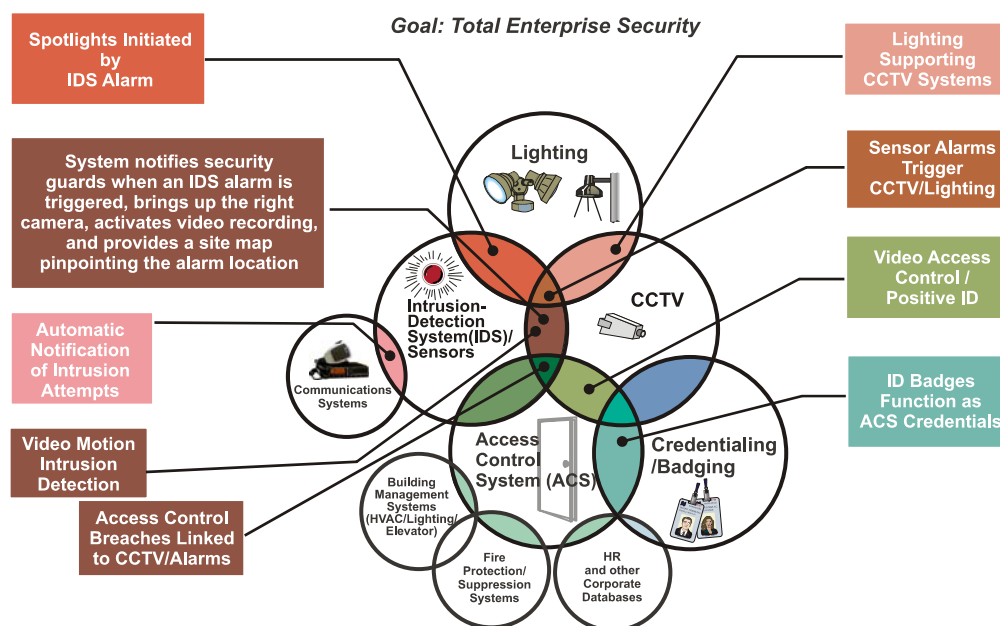 Goal: Total Enterprise Security
Spotlights Initiated
by
IDS Alarm
System notifies security
guards when an IDS alarm is
triggered, brings up the right
camera, activates video recording,
and provides a site map
pinpointing the alarm location
Automatic
Notification
of Intrusion
Attempts
Video Motion
Intrusion
Detection
Access Control
Breaches Linked
to CCTV/Alarms
Lighting
Intrusion-
Detection
System(IDS)/
Sensors
CCTV
Communications
Systems
Access
Control
System (ACS)
Credentialing
/Badging
Building
Management
Systems
(HVAC/Lighting/
Elevator)
Fire
Protection/
Suppression
Systems
HR
and other
Corporate
Databases
Lighting
Supporting
CCTV Systems
Sensor Alarms
Trigger
CCTV/Lighting
Video Access
Control /
Positive ID
ID Badges
Function as
ACS Credentials